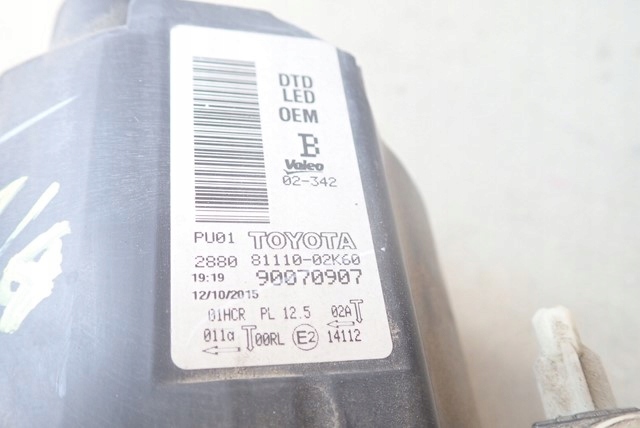 DTD
LED
OEM
B
Valeo
02-342
PU01 TOYOTA
2880 81110-02K60
19:19 90070907
12/10/2015
01HCR PL 12.5 02A
011a 00RL E2 14112